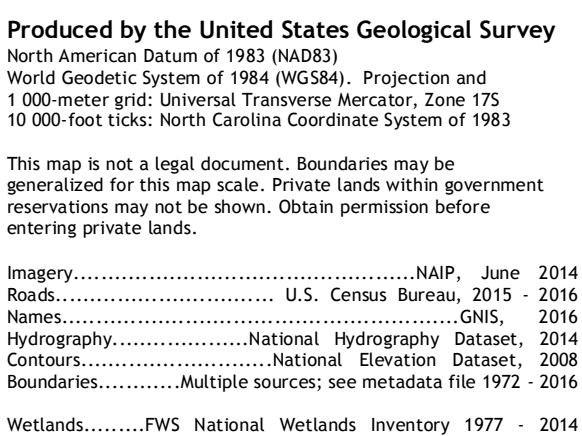 Produced by the United States Geological Survey
North American Datum of 1983 (NAD83)
World Geodetic System of 1984 (WGS84). Projection and
1 000-meter grid: Universal Transverse Mercator, Zone 17S
10 000-foot ticks: North Carolina Coordinate System of 1983
This map is not a legal document. Boundaries may be
generalized for this map scale. Private lands within government
reservations may not be shown. Obtain permission before
entering private lands.
Imagery.....................................................NAIP, June 2014
Roads.................................. U.S. Census Bureau, 2015 - 2016
Names.............................................................GNIS, 2016
Hydrography.....................National Hydrography Dataset, 2014
Contours..............................National Elevation Dataset, 2008
Boundaries............Multiple sources; see metadata file 1972 - 2016
Wetlands.........FWS National Wetlands Inventory 1977 - 2014